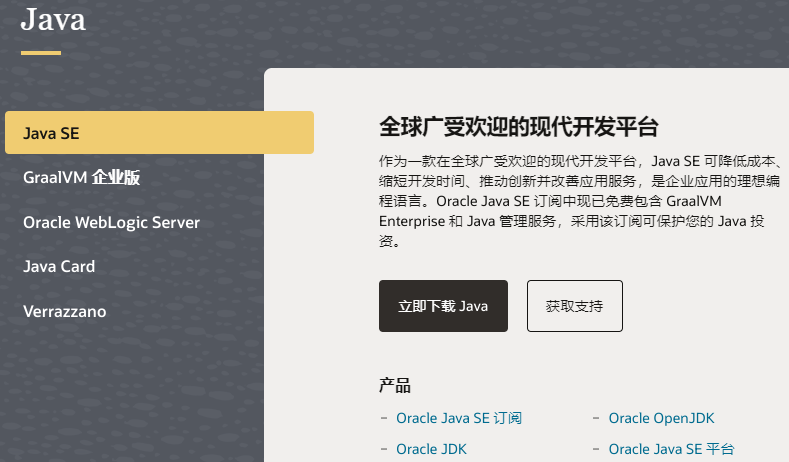 Java
Java SE
GraalVM 企业版
Oracle WebLogic Server
Java Card
Verrazzano
全球广受欢迎的现代开发平台
作为一款在全球广受欢迎的现代开发平台，Java SE 可降低成本、
缩短开发时间、推动创新并改善应用服务，是企业应用的理想编
程语言。Oracle Java SE 订阅中现已免费包含 GraalVM
Enterprise 和 Java 管理服务，采用该订阅可保护您的 Java 投
资。
立即下载 Java
获取支持
产品
– Oracle Java SE 订阅
– Oracle OpenJDK
– Oracle JDK
– Oracle Java SE 平台